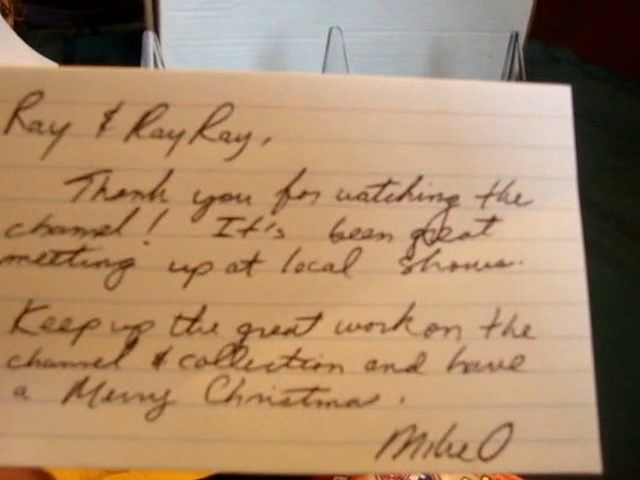 Ray & Ray Ray,
Thank you for watching the
channel! It's been great
meeting up at local shows.
Keep up the great work on the
channel & collection and have
a Merry Christmas.
Mike O